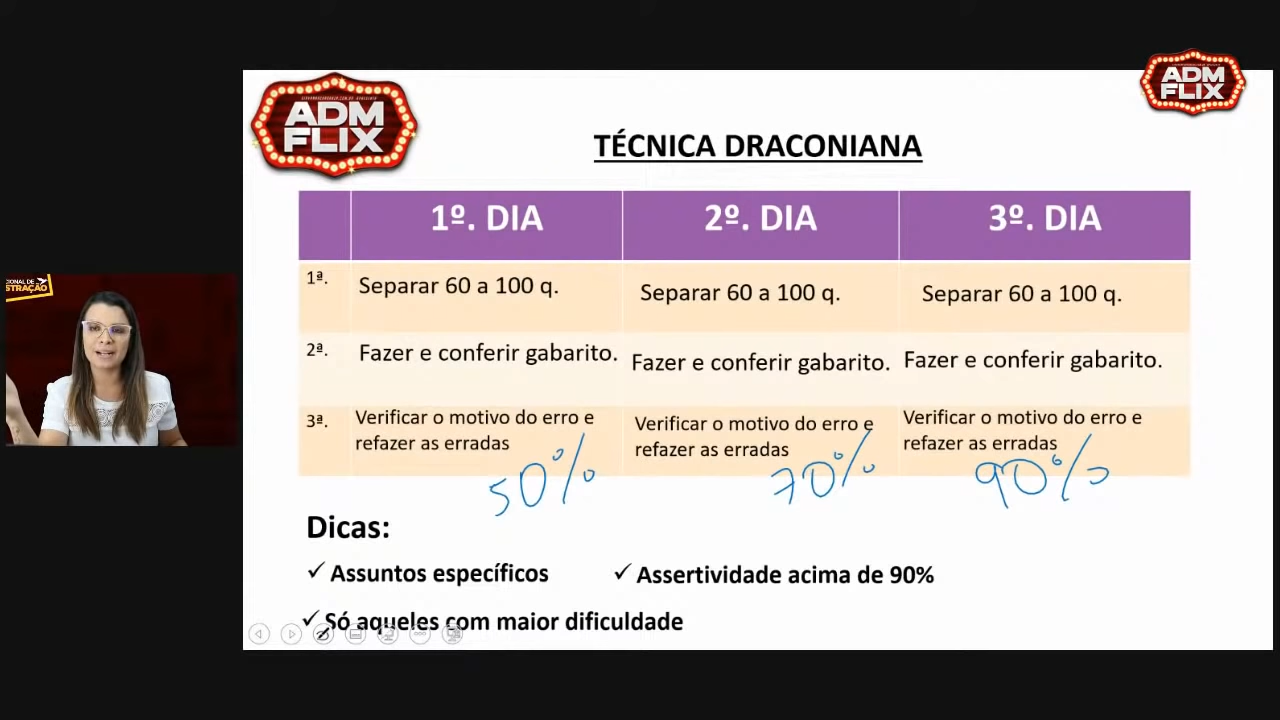 ADM
FLIX
ADM
FLIX
TÉCNICA DRACONIANA
1º. DIA 2º. DIA 3º. DIA
1ª. Separar 60 a 100 q. Separar 60 a 100 q. Separar 60 a 100 q.
2ª. Fazer e conferir gabarito. Fazer e conferir gabarito. Fazer e conferir gabarito.
3ª. Verificar o motivo do erro e Verificar o motivo do erro e Verificar o motivo do erro e
refazer as erradas refazer as erradas refazer as erradas
50% 70% 90%
CIONAL DE
STRAÇÃO
Dicas:
✓ Assuntos específicos ✓ Assertividade acima de 90%
✓ Só aqueles com maior dificuldade